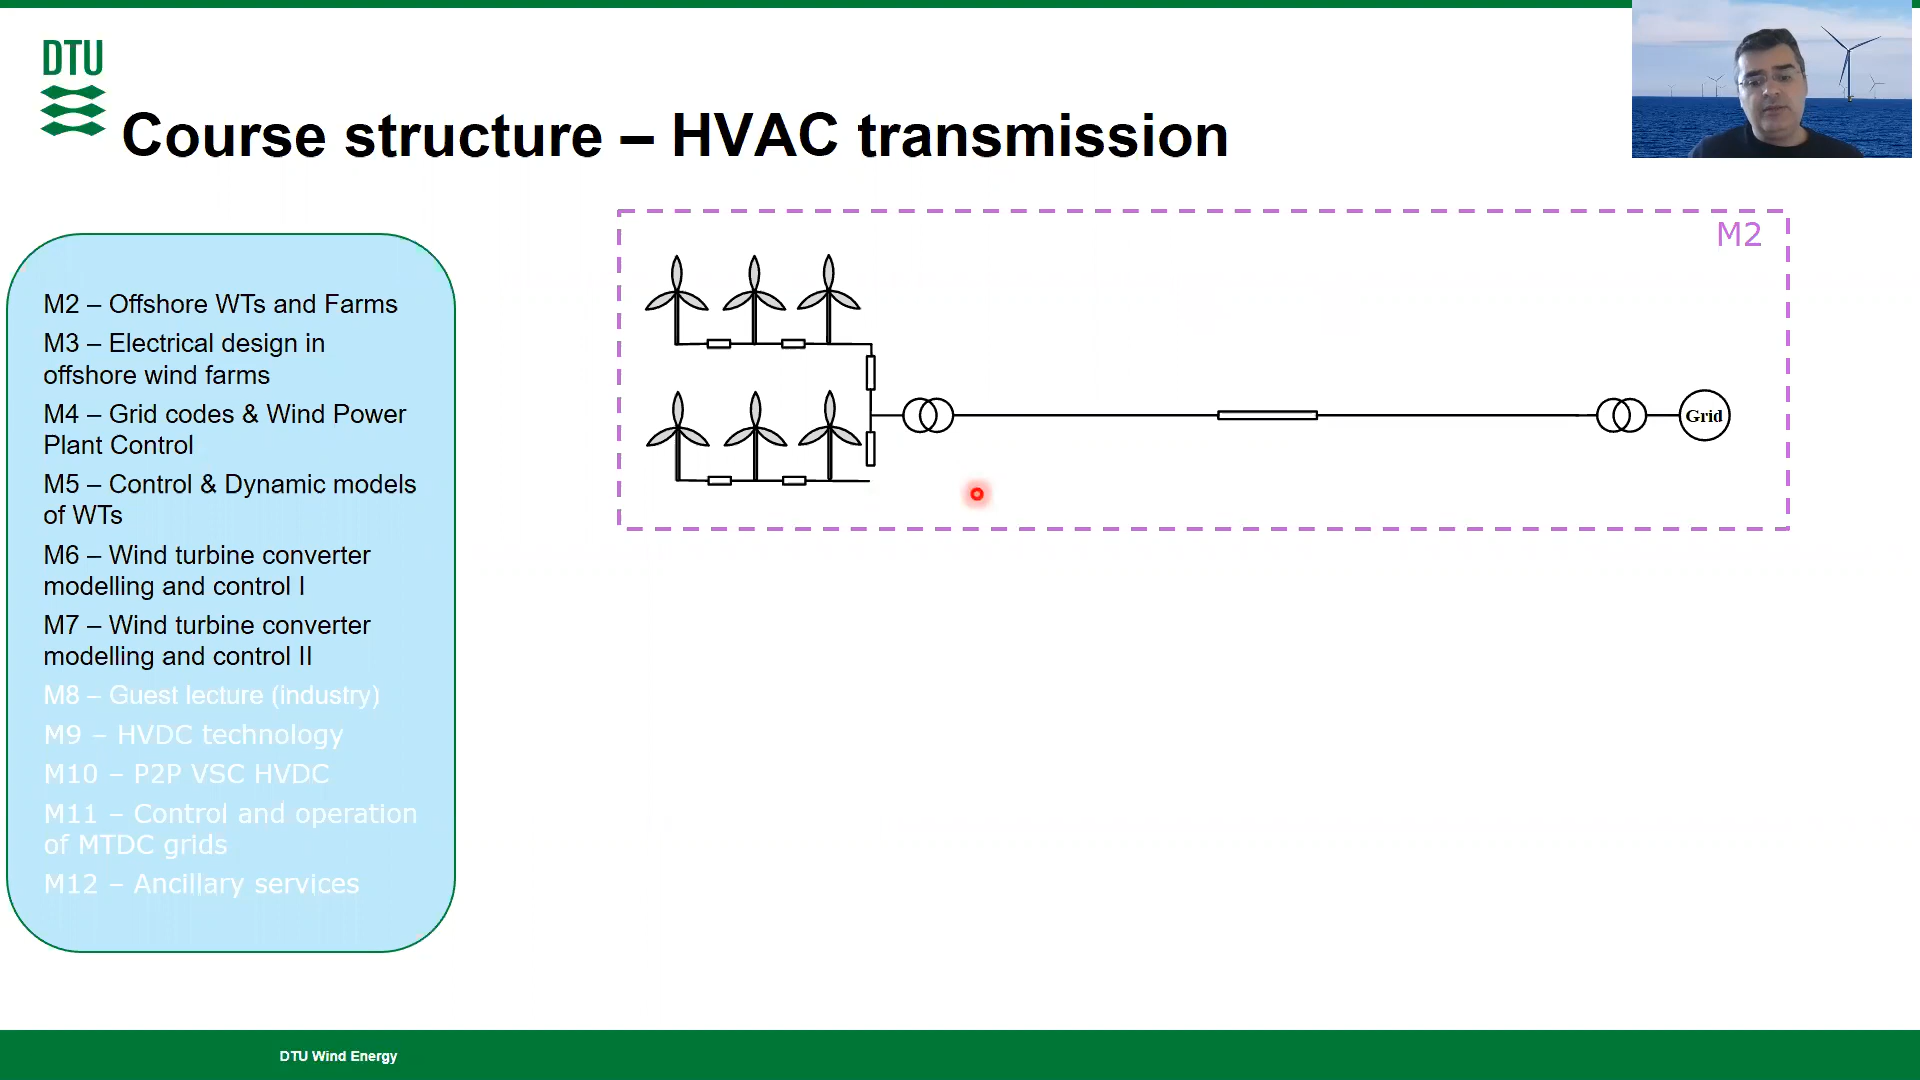 DTU
Course structure – HVAC transmission
M2 – Offshore WTs and Farms
M3 – Electrical design in
offshore wind farms
M4 – Grid codes & Wind Power
Plant Control
M5 – Control & Dynamic models
of WTs
M6 – Wind turbine converter
modelling and control I
M7 – Wind turbine converter
modelling and control II
M8 – Guest lecture (industry)
M9 – HVDC technology
M10 – P2P VSC HVDC
M11 – Control and operation
of MTDC grids
M12 – Ancillary services
M2
Grid
DTU Wind Energy